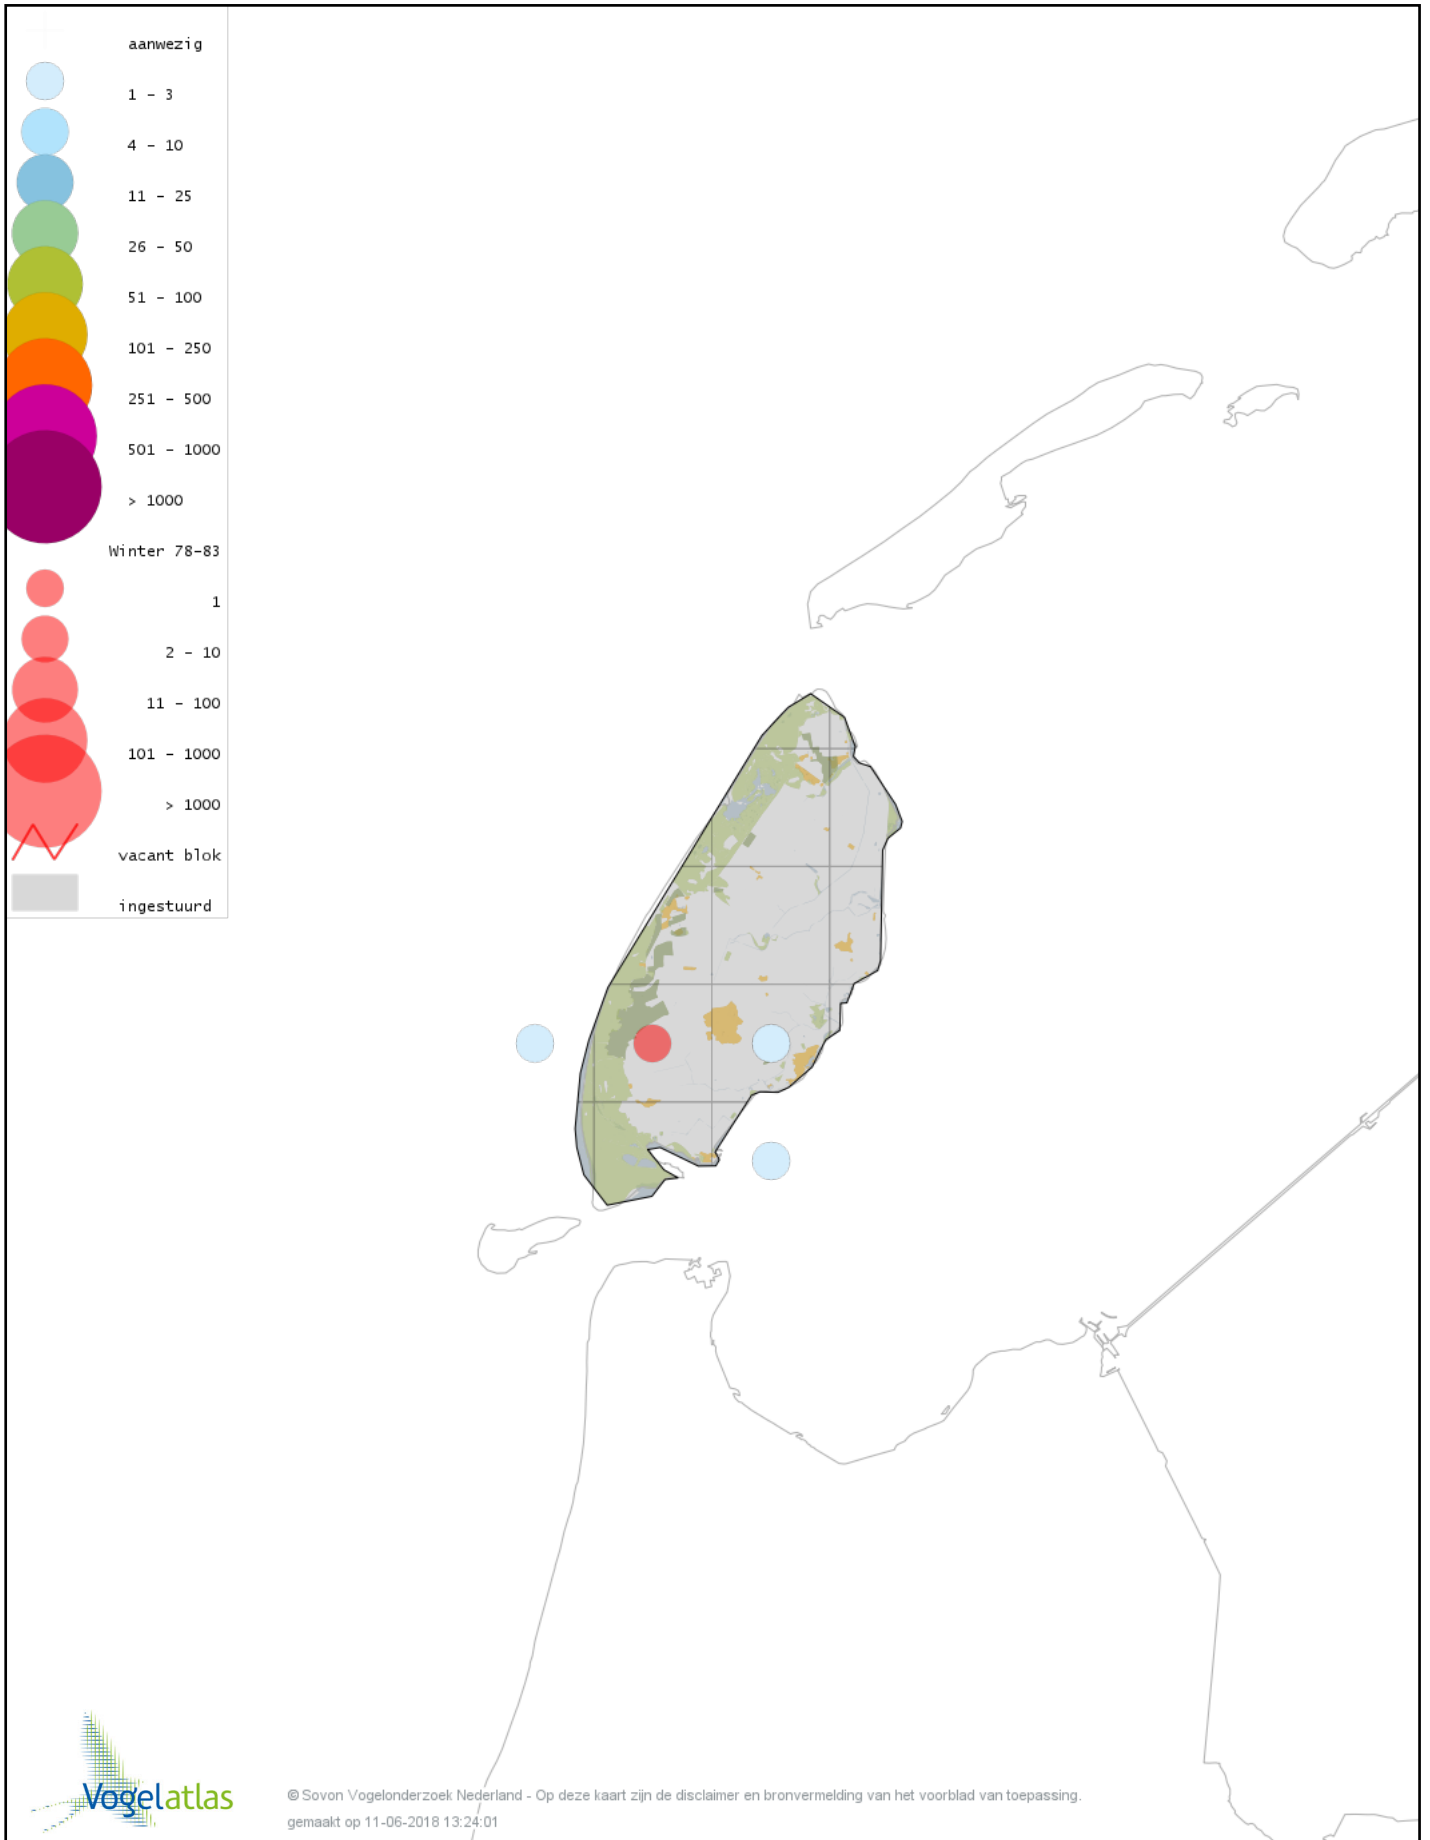 aanwezig
1 - 3
4 - 10
11 - 25
26 - 50
51 - 100
101 - 250
251 - 500
501 - 1000
> 1000
Winter 78-83
1
2 - 10
11 - 100
101 - 1000
> 1000
vacant blok
ingestuurd
Vogelatlas
© Sovon Vogelonderzoek Nederland - Op deze kaart zijn de disclaimer en bronvermelding van het voorblad van toepassing.
gemaakt op 11-06-2018 13:24:01